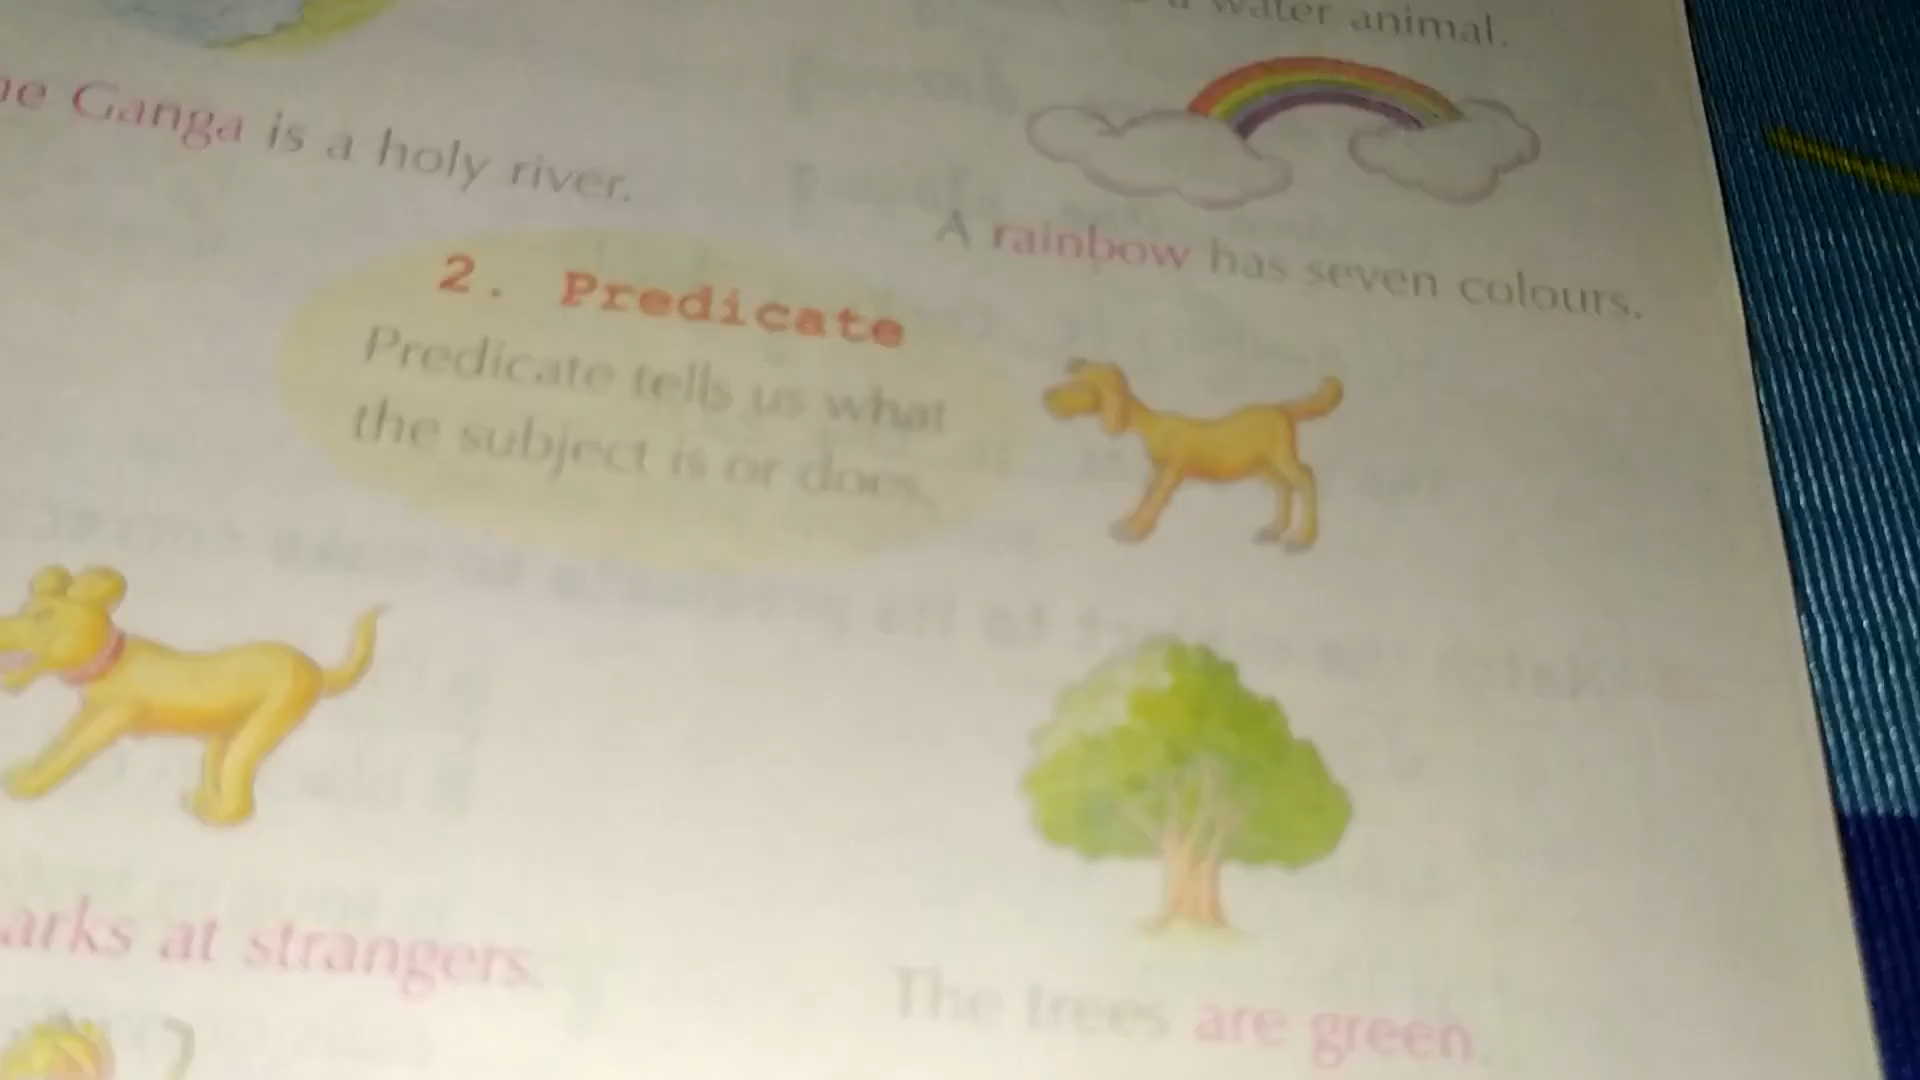 water animal.
Ganga is a holy river.
A rainbow has seven colours.
2. Predicate
Predicate tells us what
the subject is or does.
at strangers.
The trees are green.